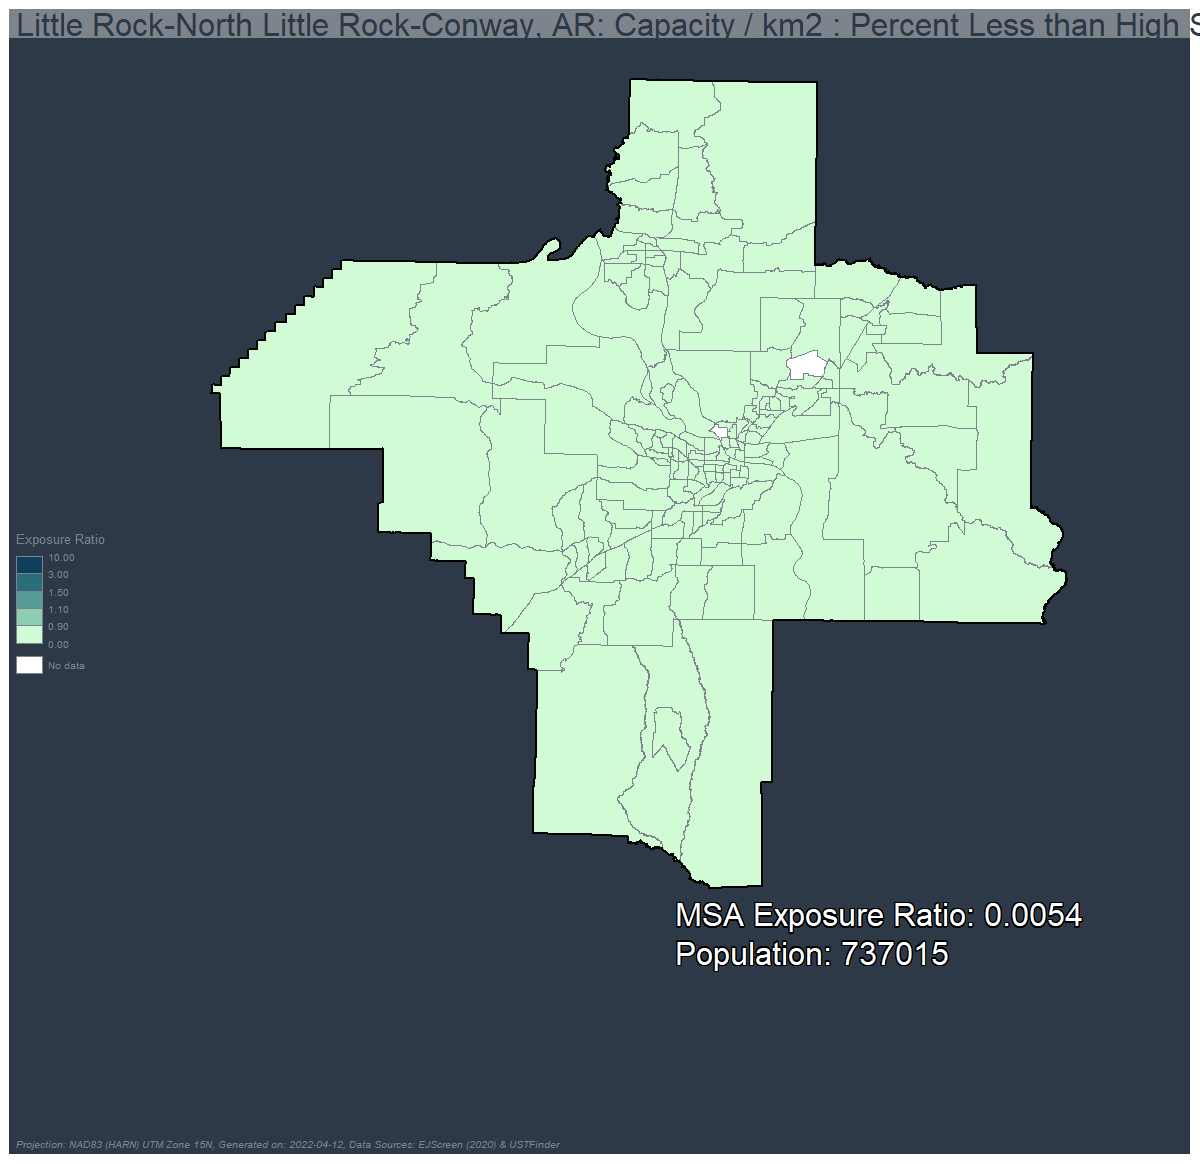 Little Rock-North Little Rock-Conway, AR: Capacity / km2 : Percent Less than High S
Exposure Ratio
10.00
3.00
1.50
1.10
0.90
0.00
No data
MSA Exposure Ratio: 0.0054
Population: 737015
Projection: NAD83 (HARN) UTM Zone 15N, Generated on: 2022-04-12, Data Sources: EJScreen (2020) & USTFinder